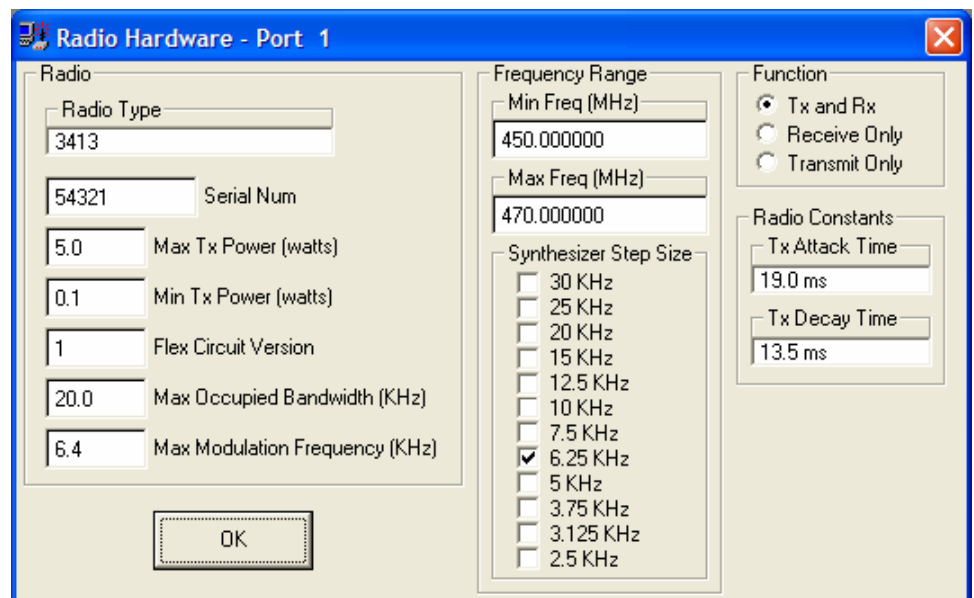 Radio Hardware - Port 1
Radio
Radio Type
3413
54321 Serial Num
5.0 Max Tx Power (watts)
0.1 Min Tx Power (watts)
1 Flex Circuit Version
20.0 Max Occupied Bandwidth (KHz)
6.4 Max Modulation Frequency (KHz)
OK
Frequency Range
Min Freq (MHz)
450.000000
Max Freq (MHz)
470.000000
Synthesizer Step Size
30 KHz
25 KHz
20 KHz
15 KHz
12.5 KHz
10 KHz
7.5 KHz
6.25 KHz
5 KHz
3.75 KHz
3.125 KHz
2.5 KHz
Function
Tx and Rx
Receive Only
Transmit Only
Radio Constants
Tx Attack Time
19.0 ms
Tx Decay Time
13.5 ms